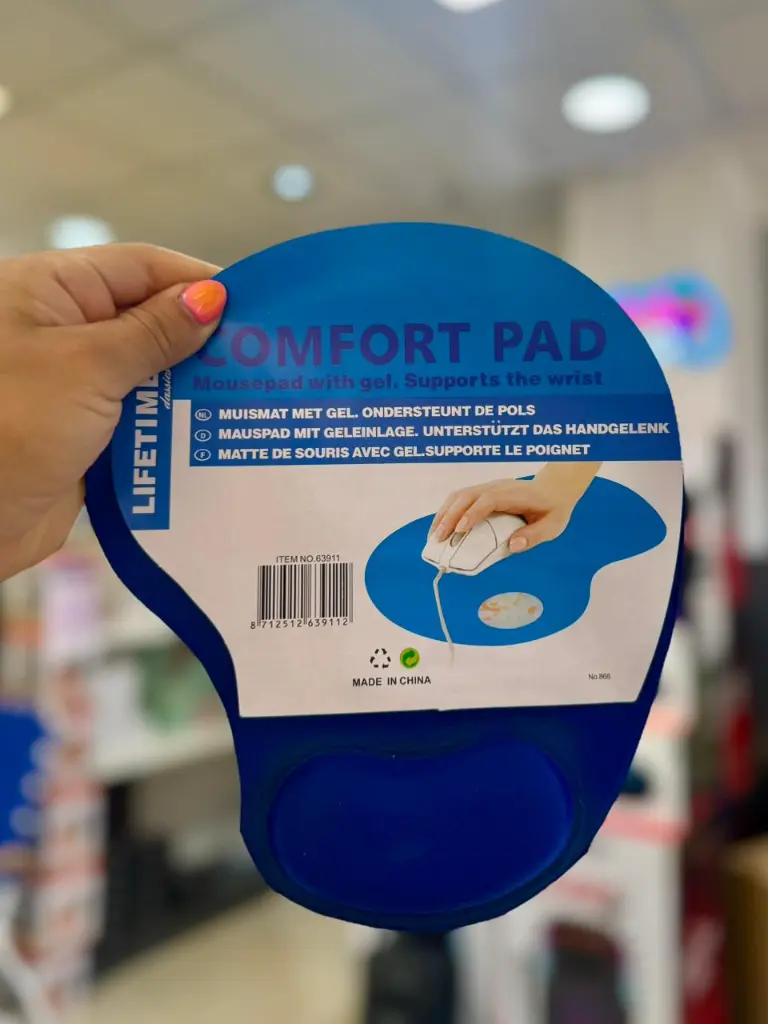 COMFORT PAD
Mousepad with gel. Supports the wrist
LIFETIME
classics
NL MUISMAT MET GEL. ONDERSTEUNT DE POLS
D MAUSPAD MIT GELEINLAGE. UNTERSTÜTZT DAS HANDGELENK
F MATTE DE SOURIS AVEC GEL.SUPPORTE LE POIGNET
ITEM NO.63911
8 712512 639112
MADE IN CHINA
No.866